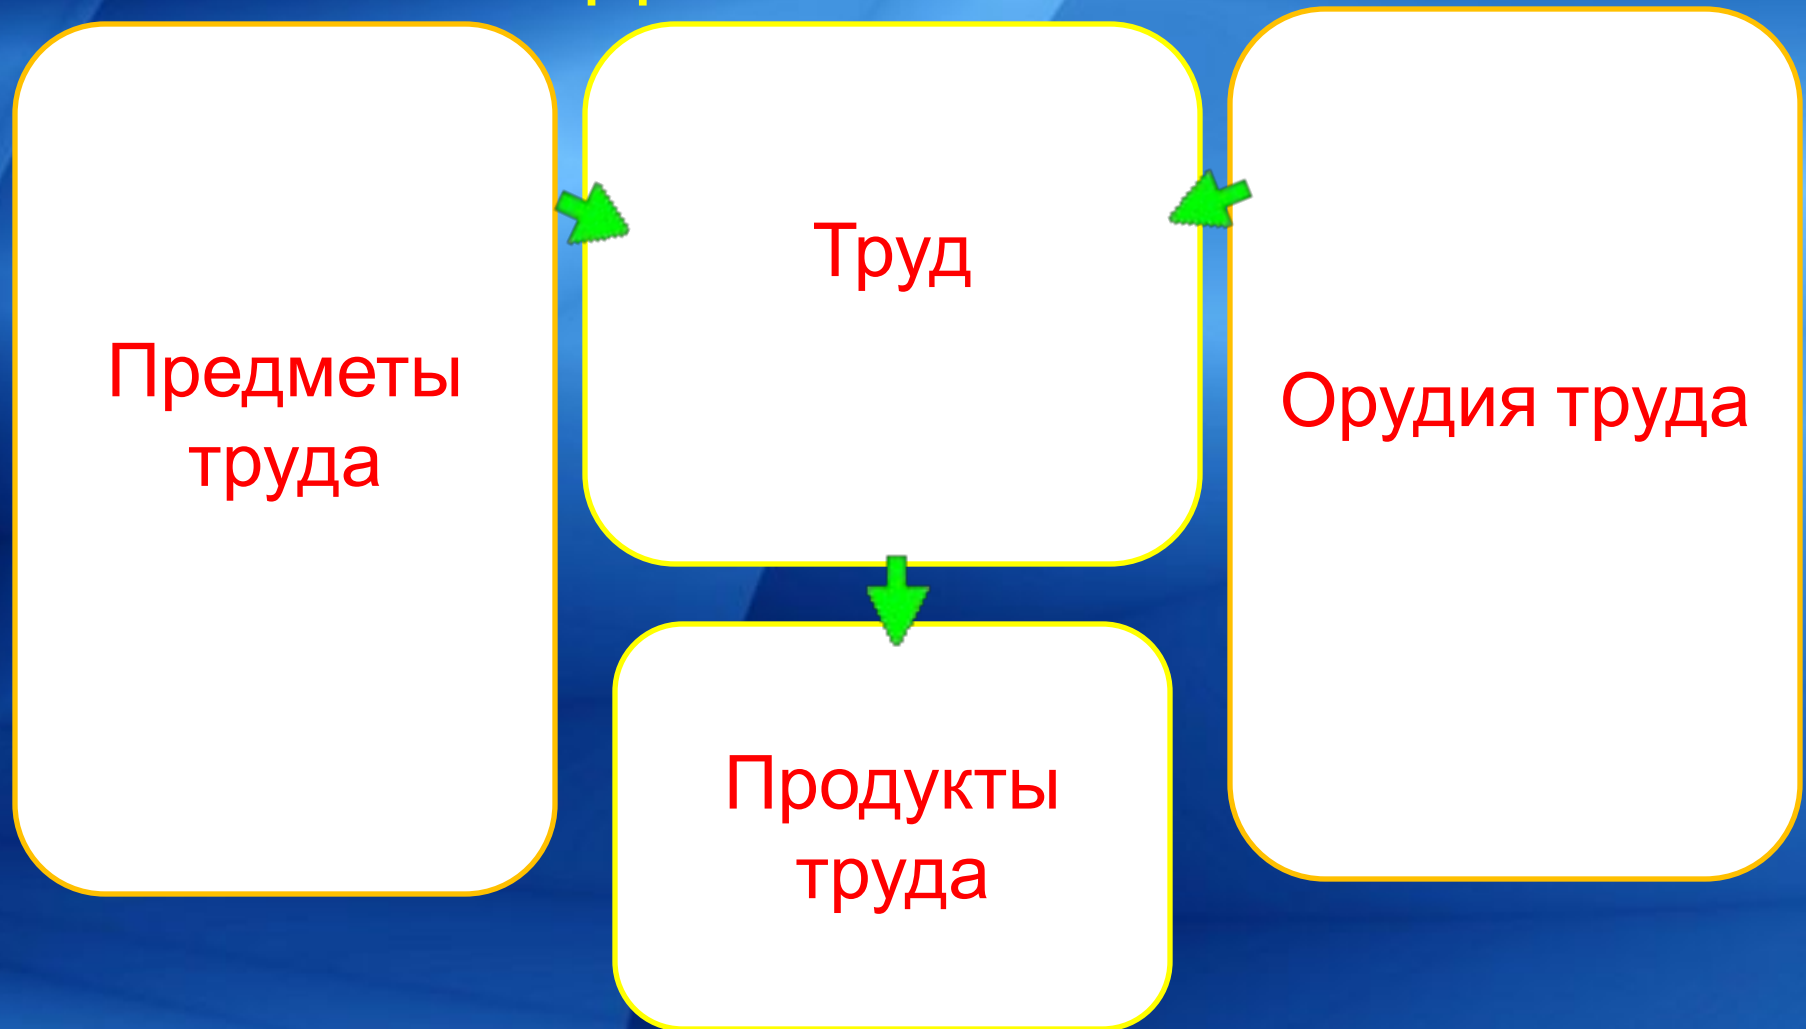 Предметы
труда
Труд
Орудия труда
Продукты
труда